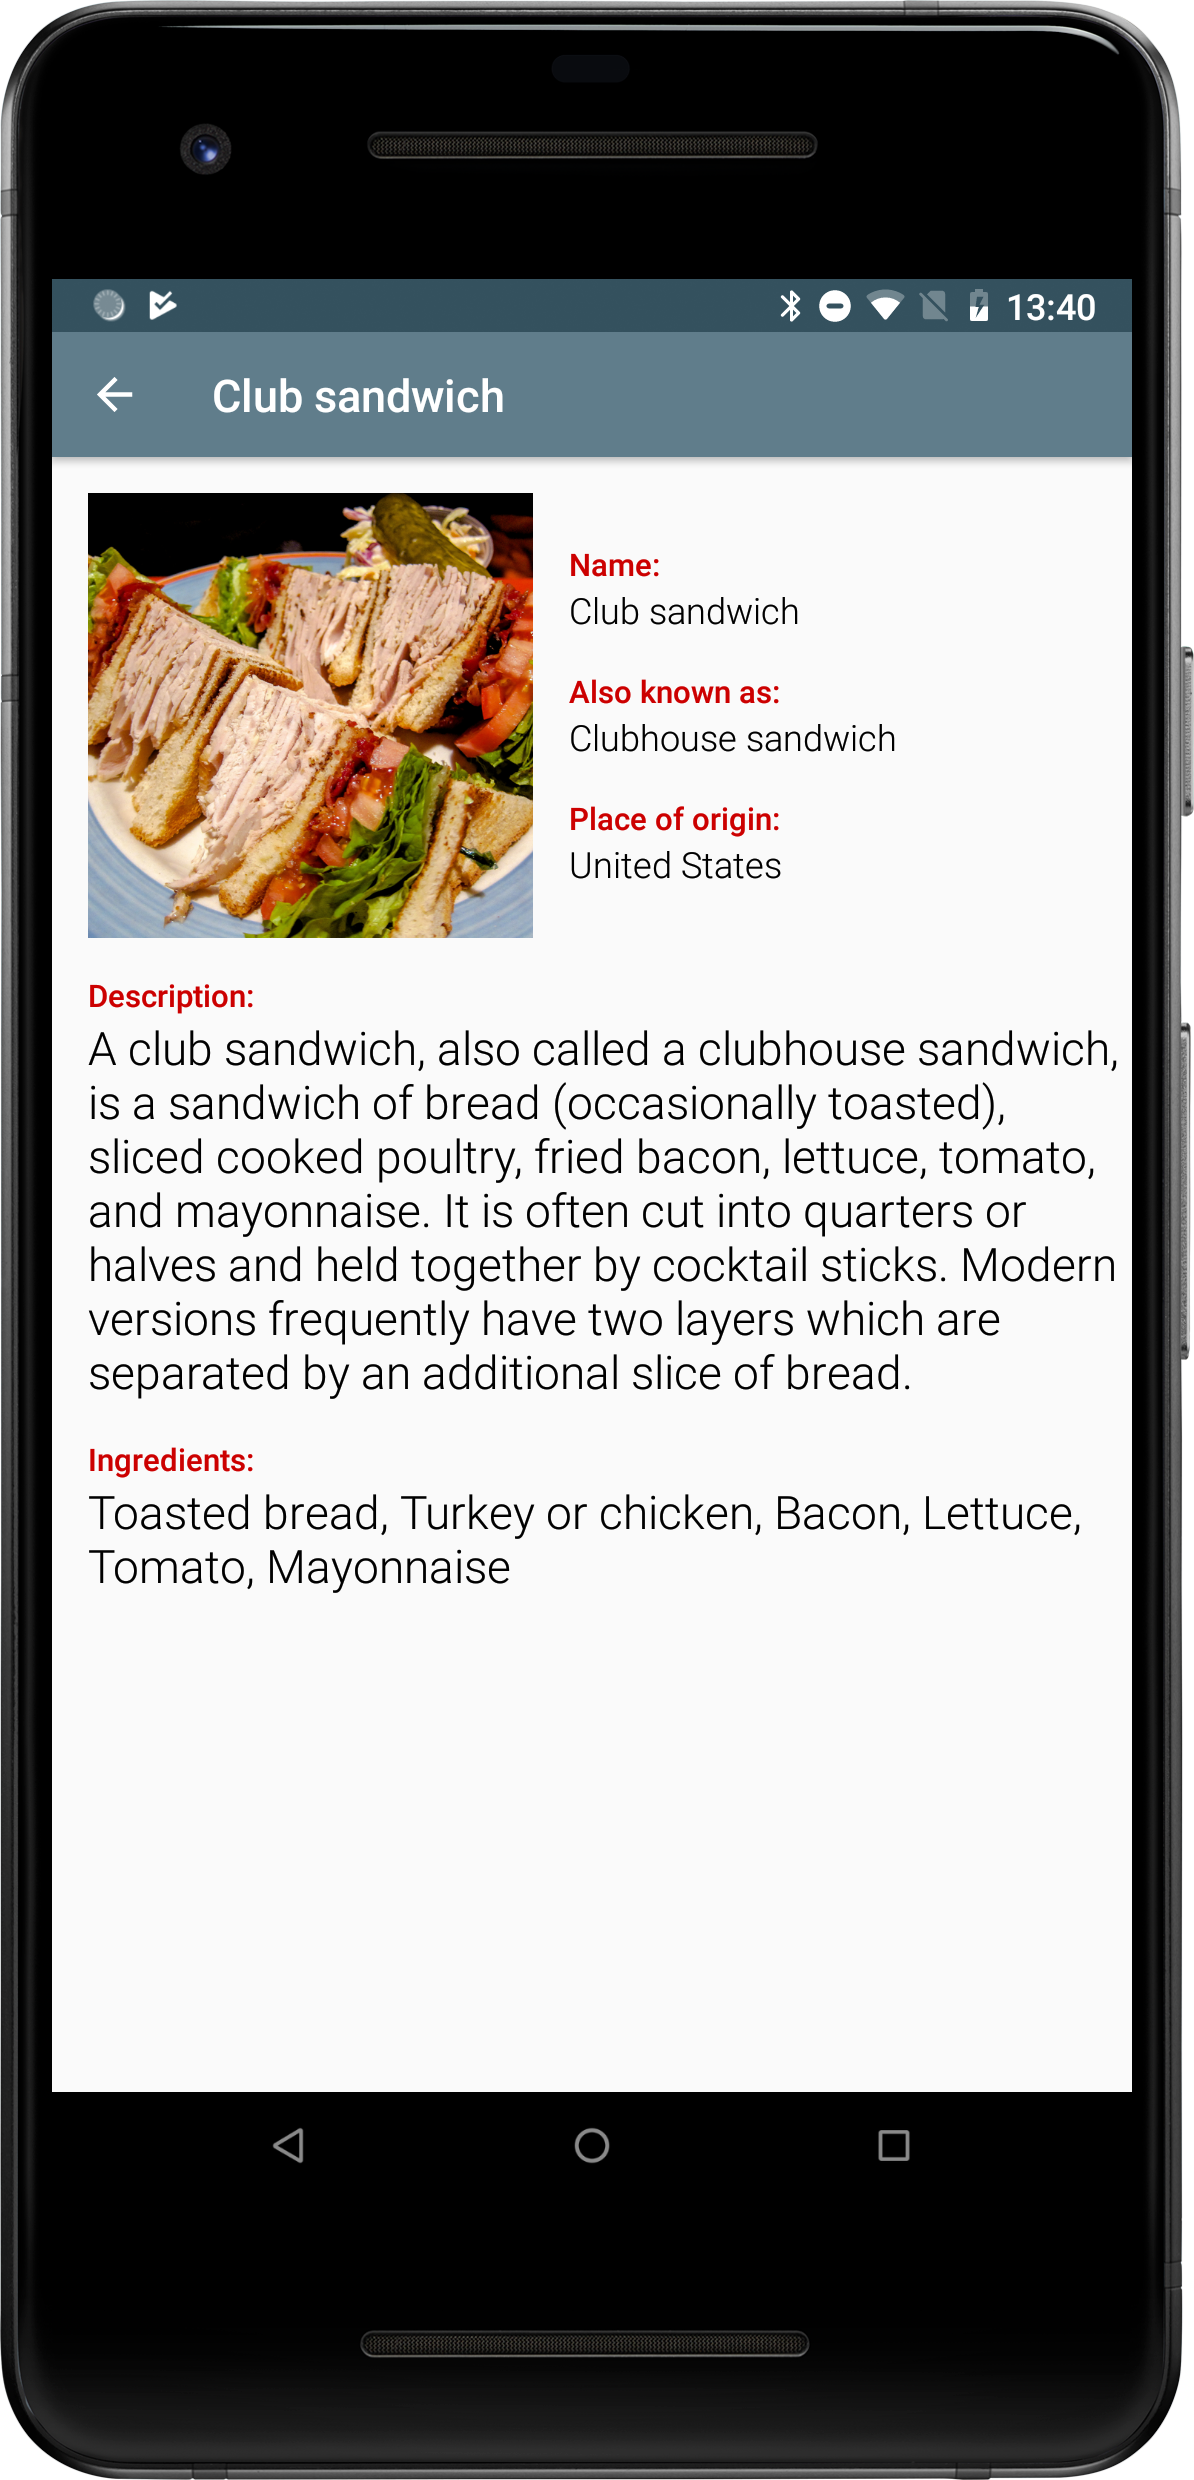 13:40
Club sandwich
Name:
Club sandwich
Also known as:
Clubhouse sandwich
Place of origin:
United States
Description:
A club sandwich, also called a clubhouse sandwich,
is a sandwich of bread (occasionally toasted),
sliced cooked poultry, fried bacon, lettuce, tomato,
and mayonnaise. It is often cut into quarters or
halves and held together by cocktail sticks. Modern
versions frequently have two layers which are
separated by an additional slice of bread.
Ingredients:
Toasted bread, Turkey or chicken, Bacon, Lettuce,
Tomato, Mayonnaise